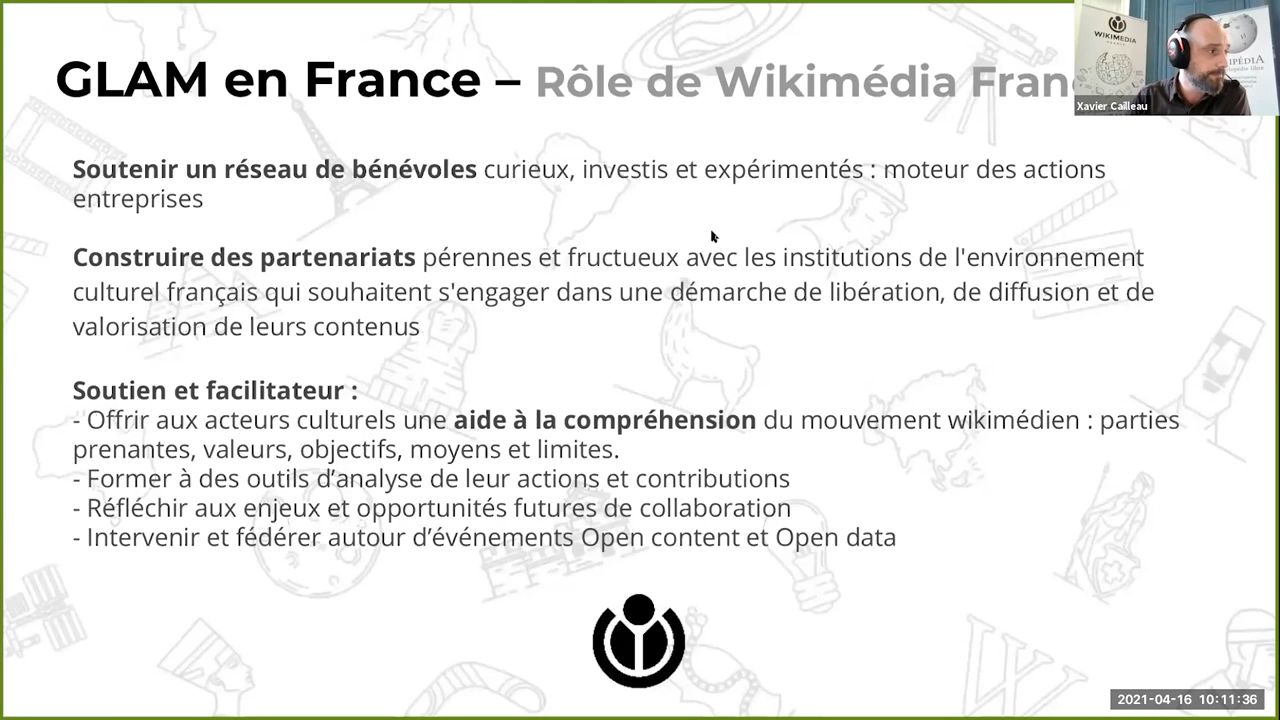 GLAM en France – Rôle de Wikimédia
WIKIMEDIA
FRANCE
Xavier Cailleau
Soutenir un réseau de bénévoles curieux, investis et expérimentés : moteur des actions
entreprises
Construire des partenariats pérennes et fructueux avec les institutions de l'environnement
culturel français qui souhaitent s'engager dans une démarche de libération, de diffusion et de
valorisation de leurs contenus
Soutien et facilitateur :
- Offrir aux acteurs culturels une aide à la compréhension du mouvement wikimédien : parties
prenantes, valeurs, objectifs, moyens et limites.
- Former à des outils d’analyse de leur actions et contributions
- Réfléchir aux enjeux et opportunités futures de collaboration
- Intervenir et fédérer autour d’événements Open content et Open data
2021-04-16 10:11:36